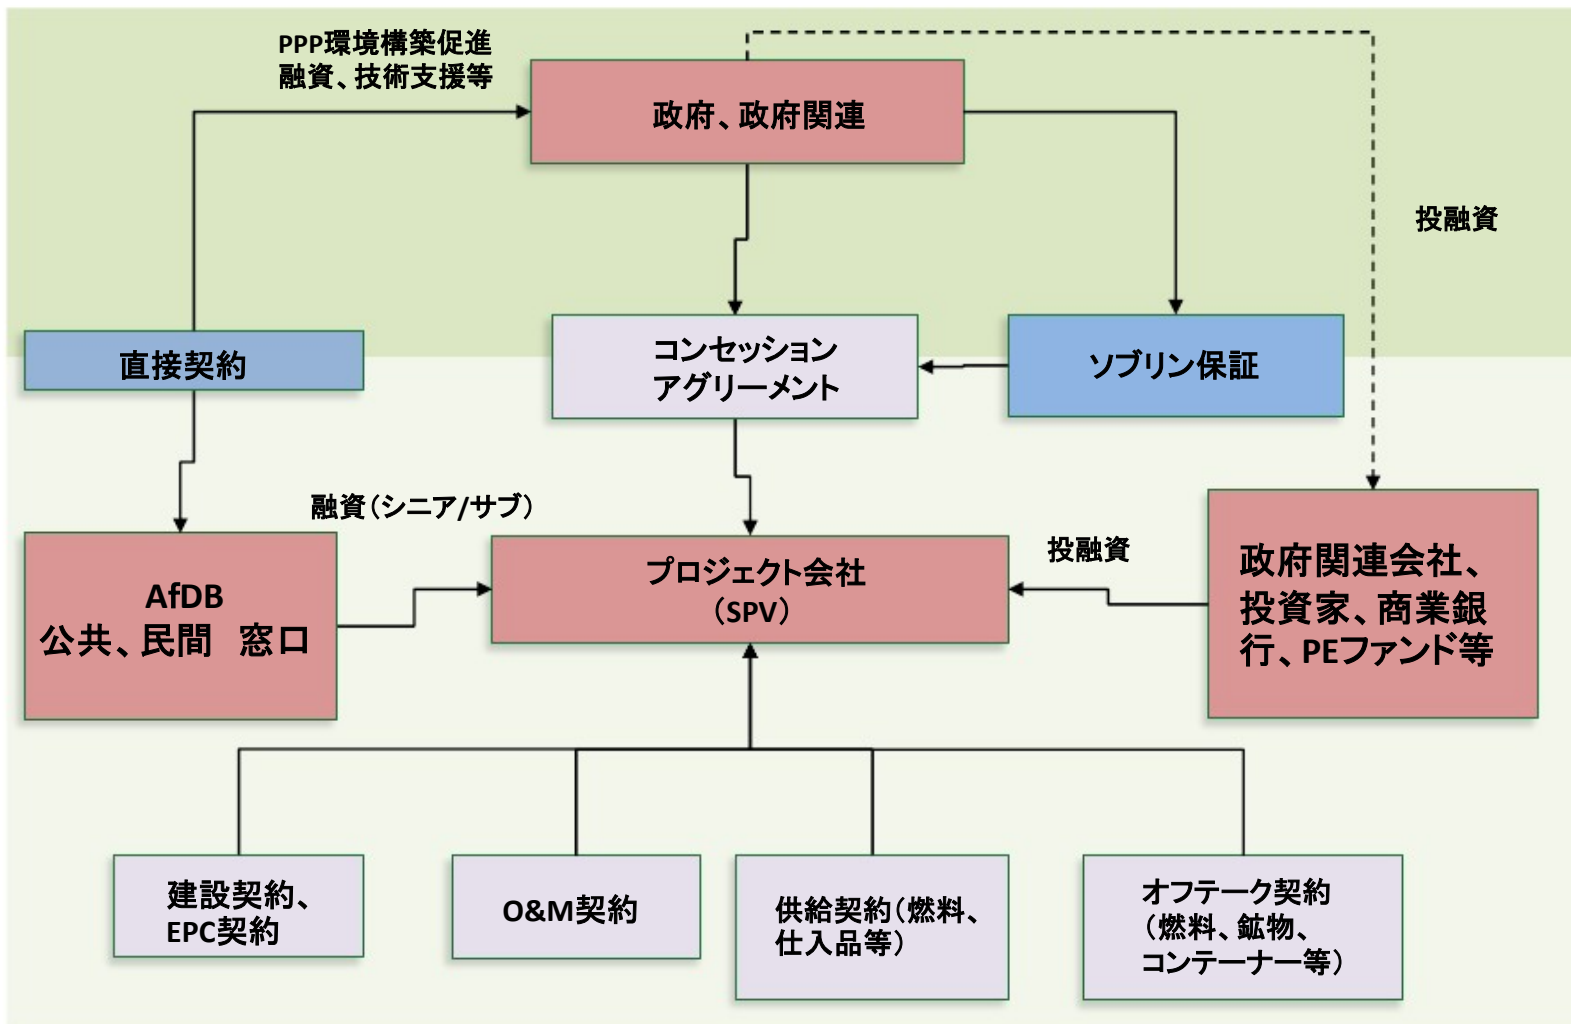 PPP環境構築促進
融資、技術支援等
政府、政府関連
投融資
直接契約
コンセッション
アグリーメント
ソブリン保証
融資（シニア/サブ）
投融資
AfDB
公共、民間　窓口
プロジェクト会社
（SPV）
政府関連会社、
投資家、商業銀
行、PEファンド等
建設契約、
EPC契約
O&M契約
供給契約（燃料、
仕入品等）
オフテーク契約
（燃料、鉱物、
コンテーナー等）